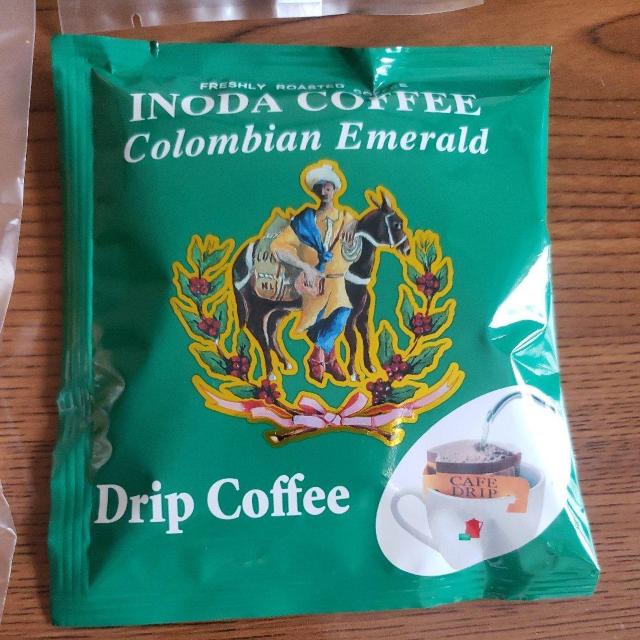 FRESHLY ROASTED
INODA COFFEE
Colombian Emerald
Drip Coffee
CAFE
DRIP